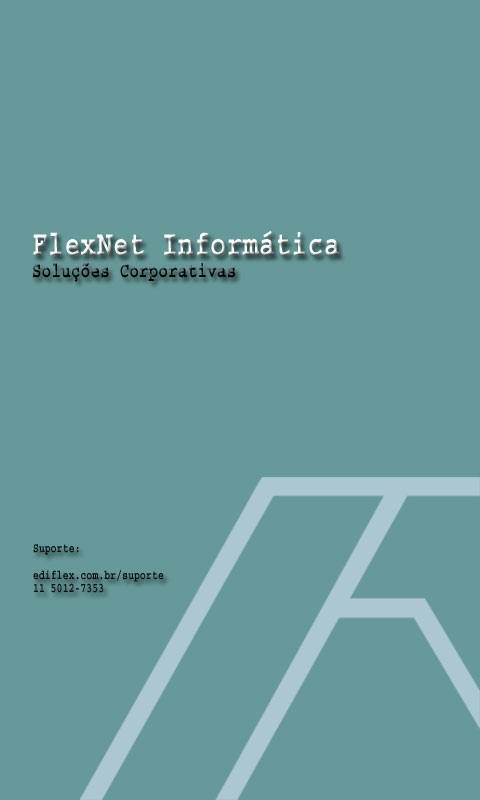 FlexNet Informática
Soluções Corporativas
Suporte:
ediflex.com.br/suporte
11 5012-7353